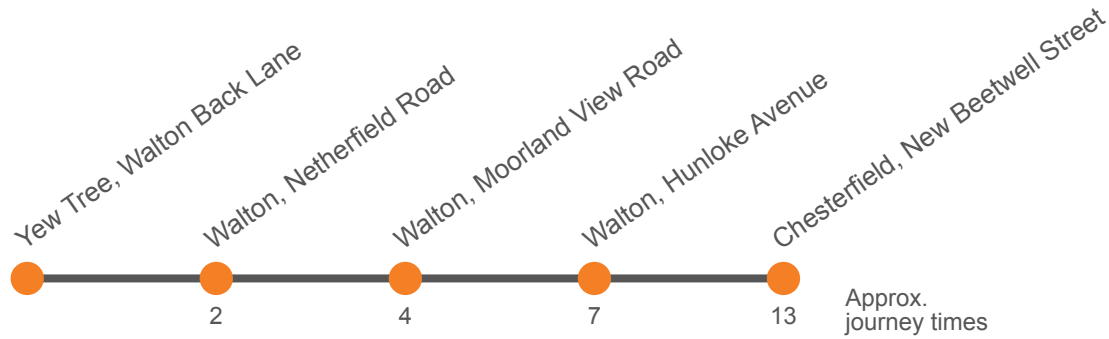 Yew Tree, Walton Back Lane
Walton, Netherfield Road
Walton, Moorland View Road
Walton, Hunloke Avenue
Chesterfield, New Beetwell Street
2
4
7
13
Approx.
journey times